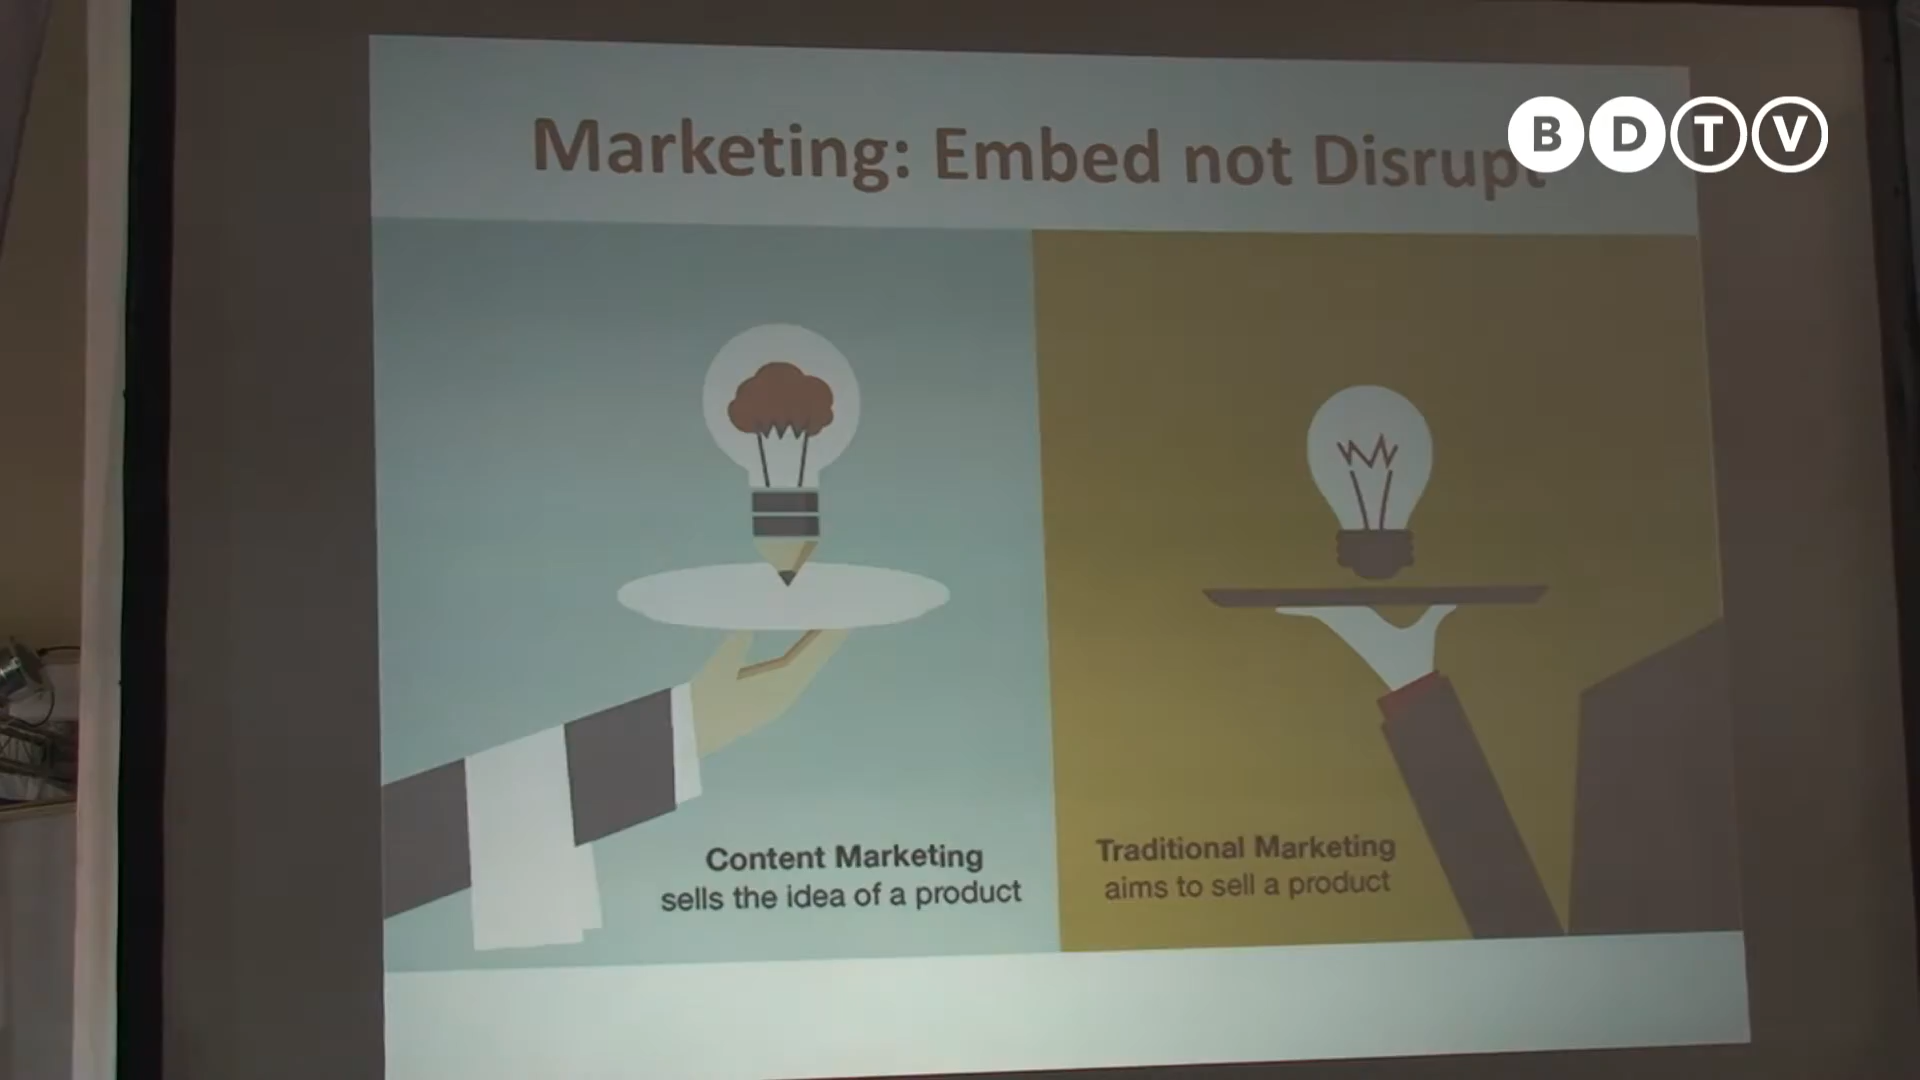 Marketing: Embed not Disrupt
BDTV
Content Marketing
sells the idea of a product
Traditional Marketing
aims to sell a product